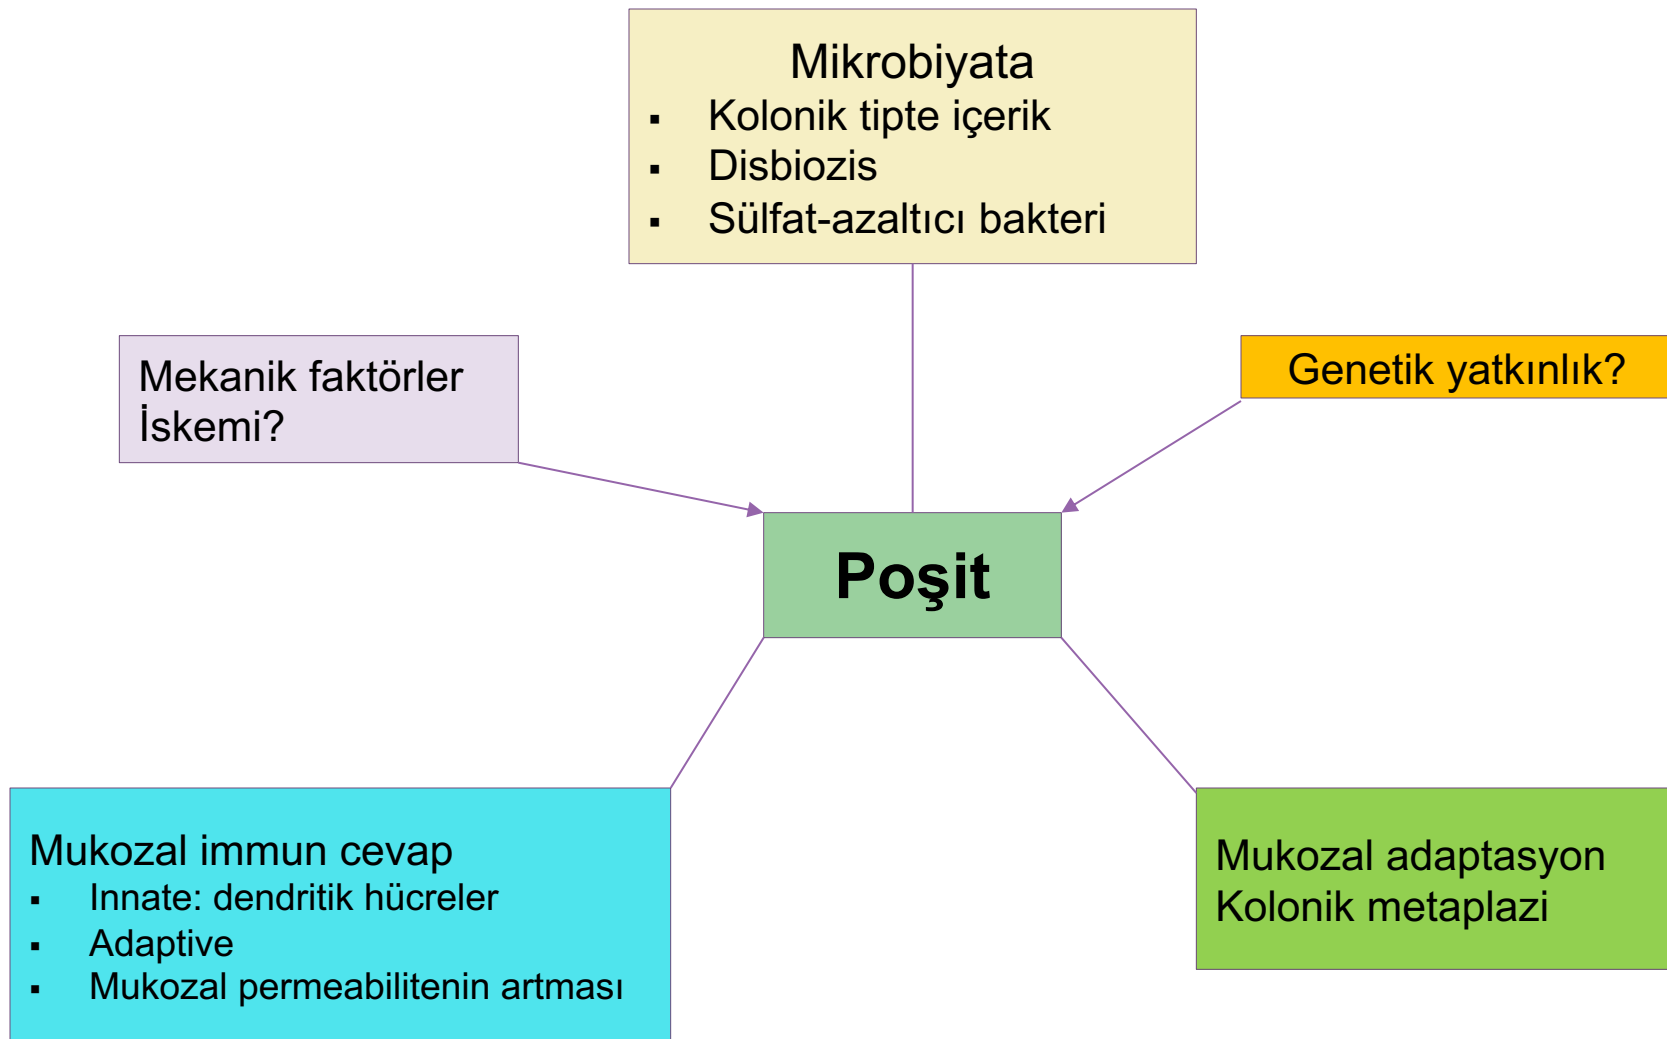 Mikrobiyata
▪ Kolonik tipte içerik
▪ Disbiozis
▪ Sülfat-azaltıcı bakteri
Mekanik faktörler
İskemi?
Genetik yatkınlık?
Poşit
Mukozal immun cevap
▪ Innate: dendritik hücreler
▪ Adaptive
▪ Mukozal permeabilitenin artması
Mukozal adaptasyon
Kolonik metaplazi